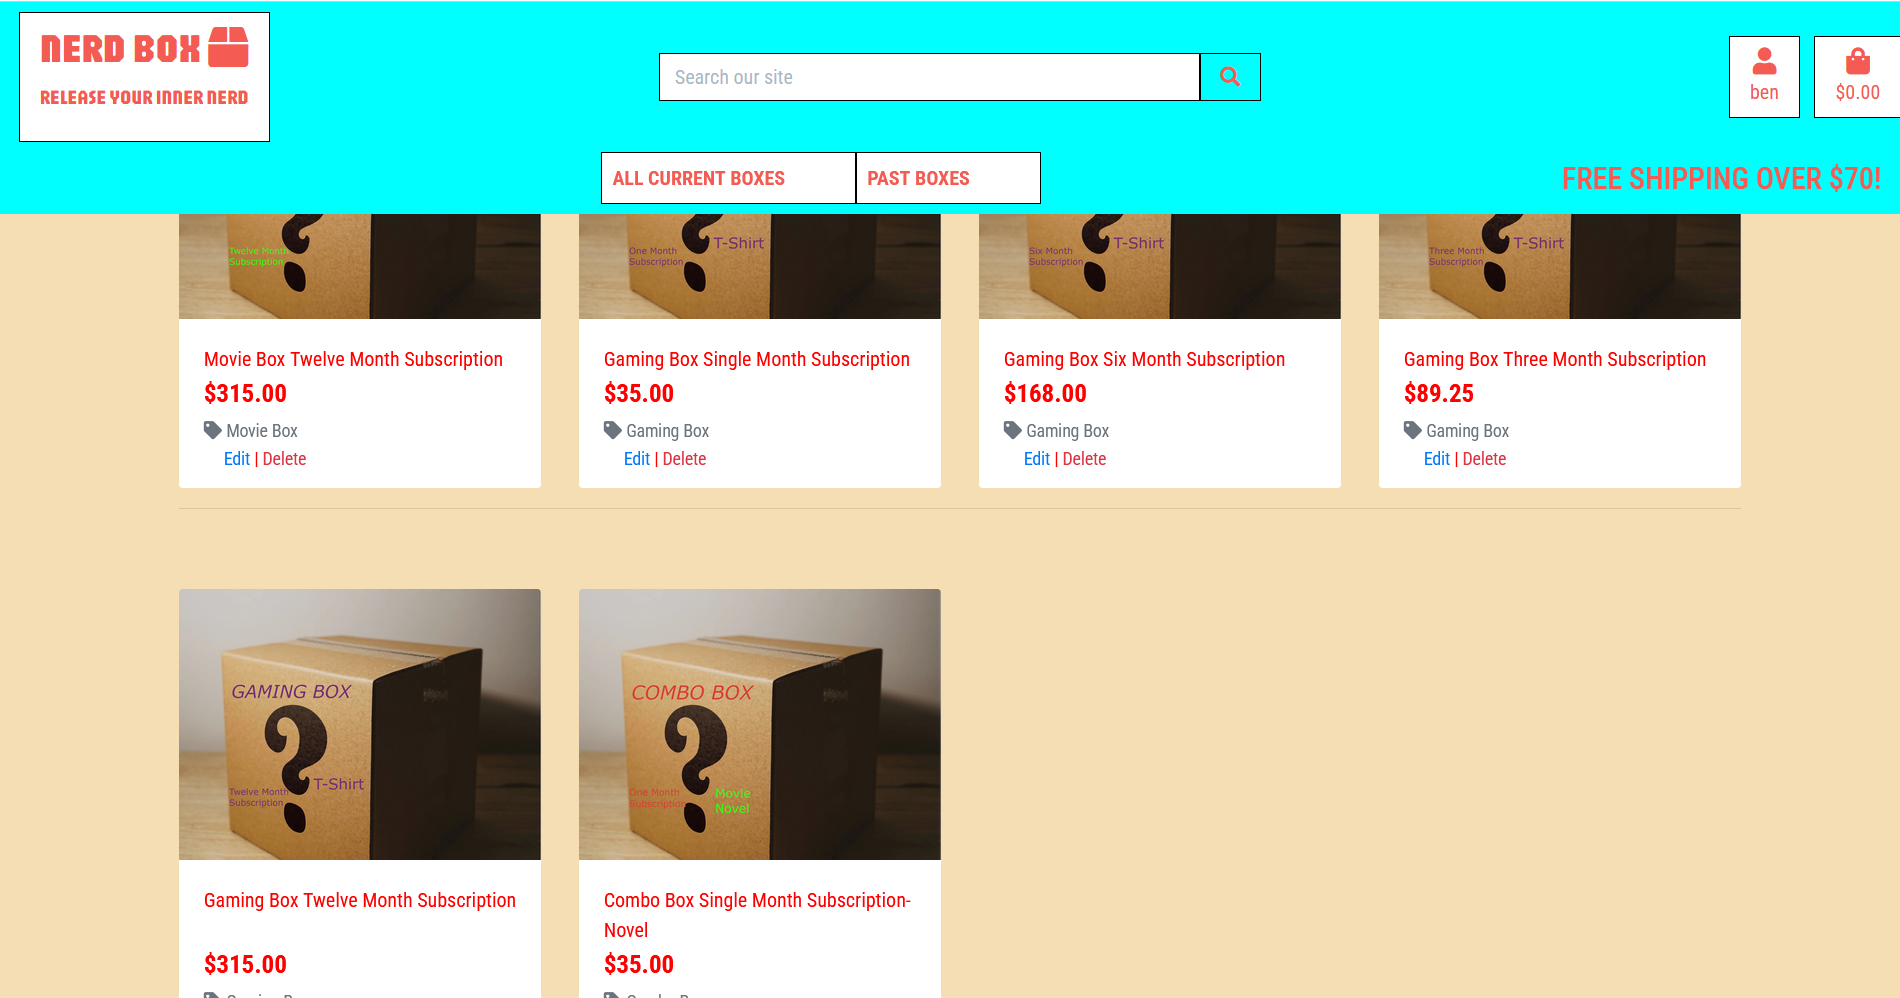 NERD BOX
RELEASE YOUR INNER NERD
Search our site
ben
$0.00
ALL CURRENT BOXES
PAST BOXES
FREE SHIPPING OVER $70!
Twelve Month
Subscription
One Month
Subscription
T-Shirt
Six Month
Subscription
T-Shirt
Three Month
Subscription
T-Shirt
Movie Box Twelve Month Subscription
$315.00
Movie Box
Edit | Delete
Gaming Box Single Month Subscription
$35.00
Gaming Box
Edit | Delete
Gaming Box Six Month Subscription
$168.00
Gaming Box
Edit | Delete
Gaming Box Three Month Subscription
$89.25
Gaming Box
Edit | Delete
GAMING BOX
T-Shirt
Twelve Month
Subscription
COMBO BOX
One Month
Subscription
Movie
Novel
Gaming Box Twelve Month Subscription
$315.00
Combo Box Single Month Subscription-
Novel
$35.00